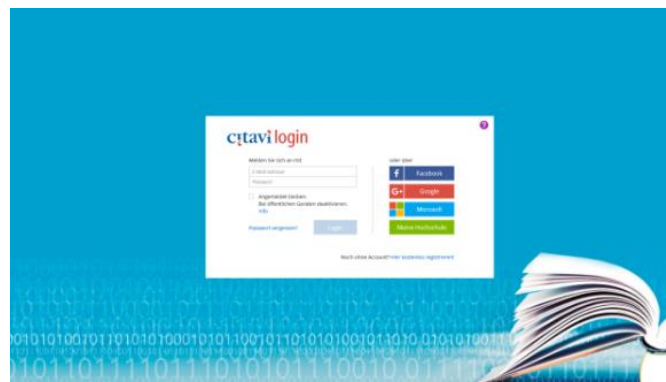 citavi login
Melden Sie sich an mit
E-Mail-Adresse
Passwort
Angemeldet bleiben.
Bei öffentlichen Geräten deaktivieren.
Info
Passwort vergessen?
Login
oder über
Facebook
G+ Google
Microsoft
Meine Hochschule
Noch ohne Account? Hier kostenlos registrieren!